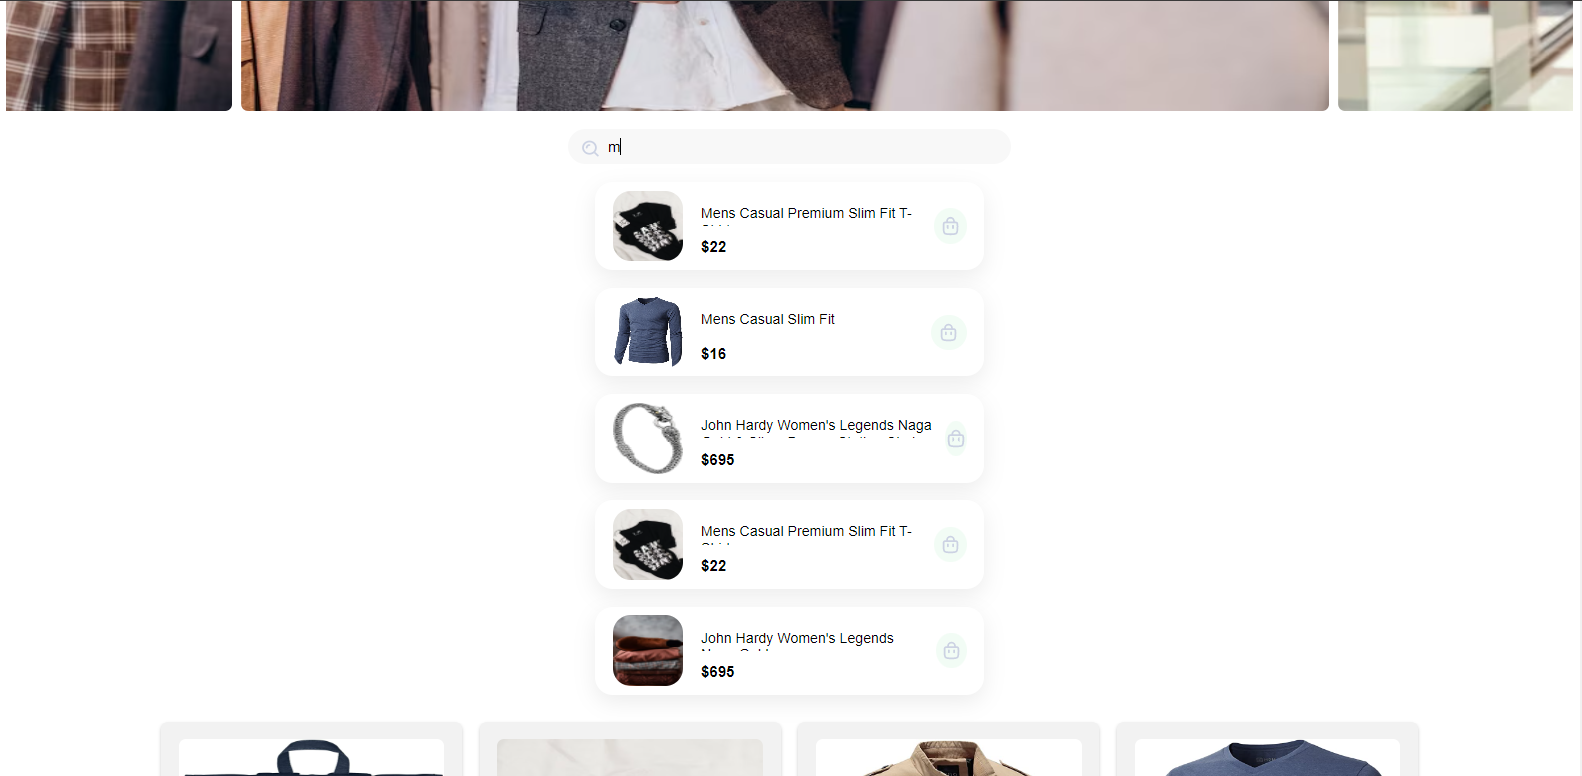 m
Mens Casual Premium Slim Fit T-
$22
Mens Casual Slim Fit
$16
John Hardy Women's Legends Naga
$695
Mens Casual Premium Slim Fit T-
$22
John Hardy Women's Legends
$695